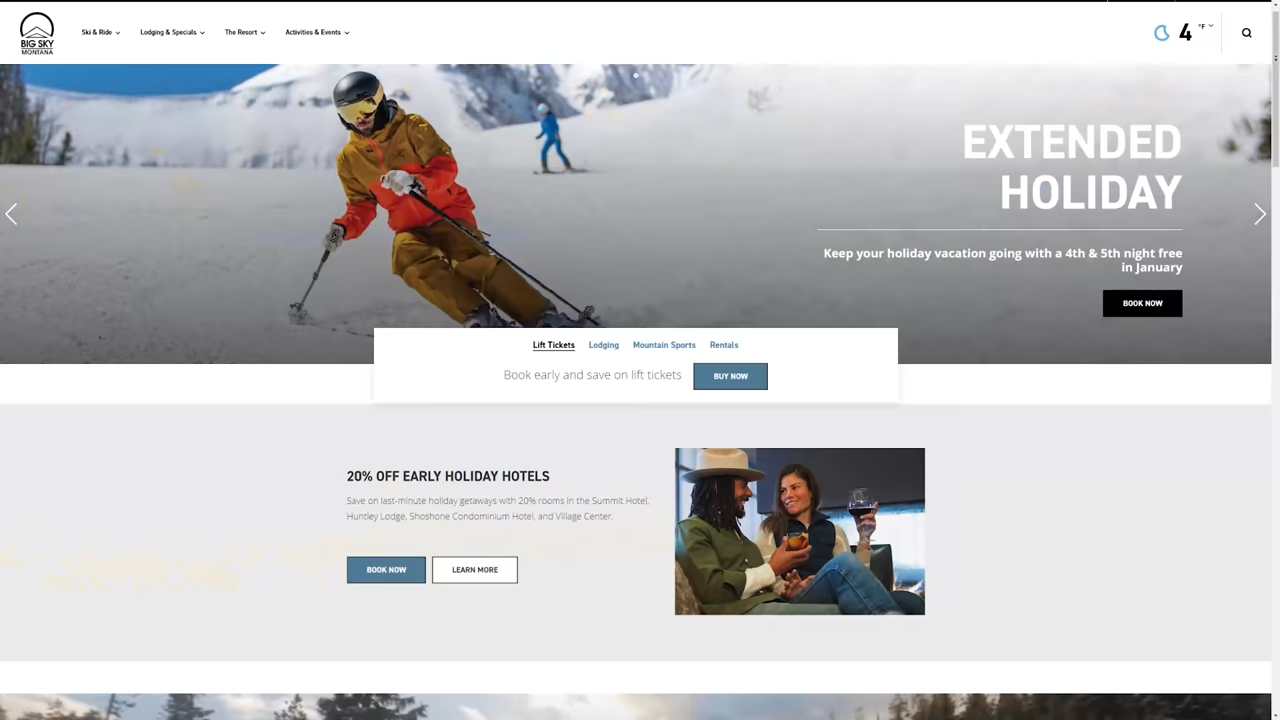 BIG SKY
MONTANA
Ski & Ride
Lodging & Specials
The Resort
Activities & Events
4 °F
EXTENDED
HOLIDAY
Keep your holiday vacation going with a 4th & 5th night free
in January
BOOK NOW
Lift Tickets Lodging Mountain Sports Rentals
Book early and save on lift tickets BUY NOW
20% OFF EARLY HOLIDAY HOTELS
Save on last-minute holiday getaways with 20% rooms in the Summit Hotel,
Huntley Lodge, Shoshone Condominium Hotel, and Village Center.
BOOK NOW LEARN MORE